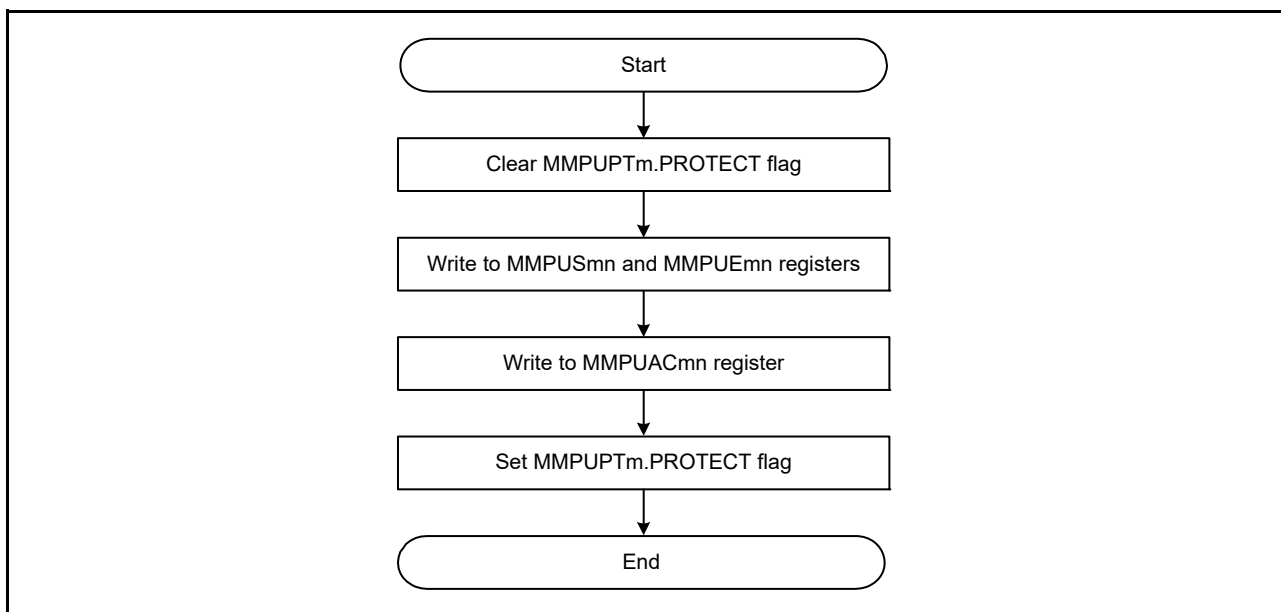 Start
Clear MMPUPTm.PROTECT flag
Write to MMPUSmn and MMPUEmn registers
Write to MMPUACmn register
Set MMPUPTm.PROTECT flag
End